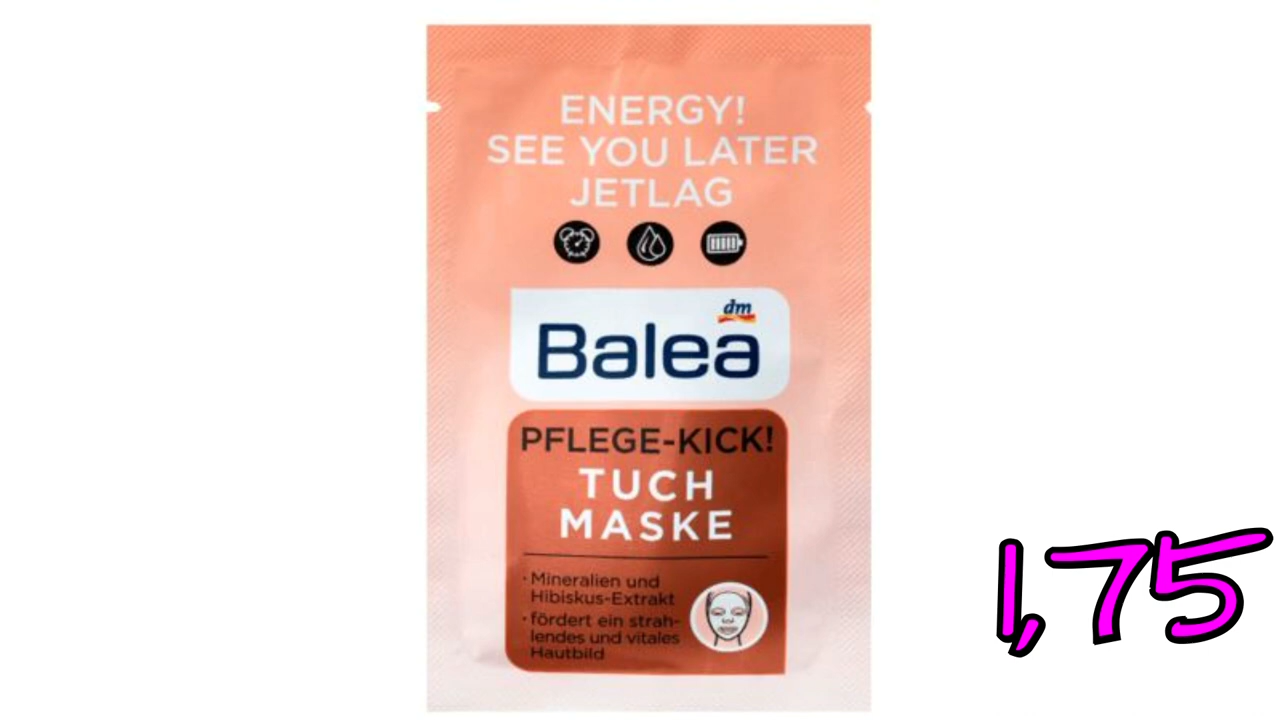 ENERGY!
SEE YOU LATER
JETLAG
dm
Balea
PFLEGE-KICK!
TUCH
MASKE
· Mineralien und
Hibiskus-Extrakt
· fördert ein strah-
lendes und vitales
Hautbild
1,75